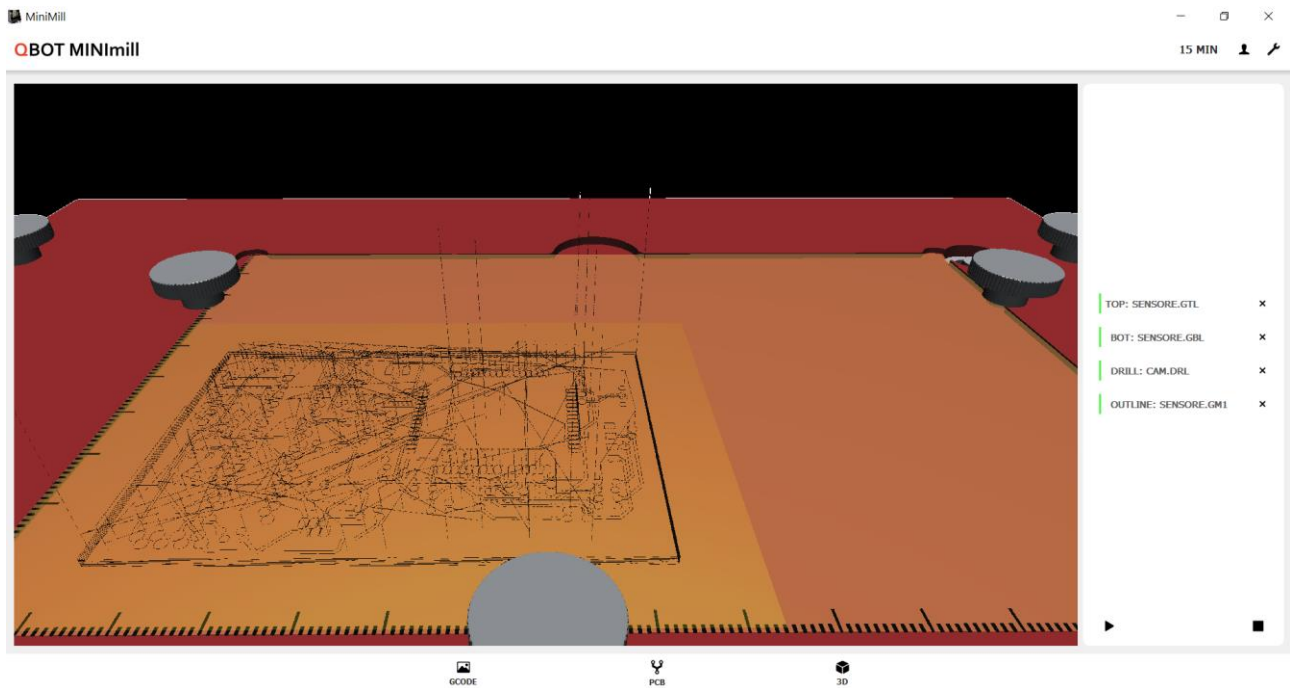 MiniMill
QBOT MINImill
15 MIN
TOP: SENSORE.GTL
BOT: SENSORE.GBL
DRILL: CAM.DRL
OUTLINE: SENSORE.GM1
GCODE
PCB
3D